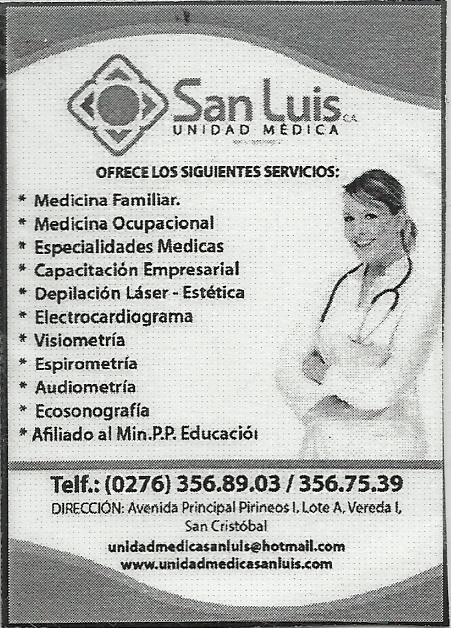 San Luis C.A.
UNIDAD MÉDICA
OFRECE LOS SIGUIENTES SERVICIOS:
* Medicina Familiar.
* Medicina Ocupacional
* Especialidades Medicas
* Capacitación Empresarial
* Depilación Láser - Estética
* Electrocardiograma
* Visiometría
* Espirometría
* Audiometría
* Ecosonografía
* Afiliado al Min.P.P. Educación
Telf.: (0276) 356.89.03 / 356.75.39
DIRECCIÓN: Avenida Principal Pirineos I, Lote A, Vereda I,
San Cristóbal
unidadmedicasanluis@hotmail.com
www.unidadmedicasanluis.com